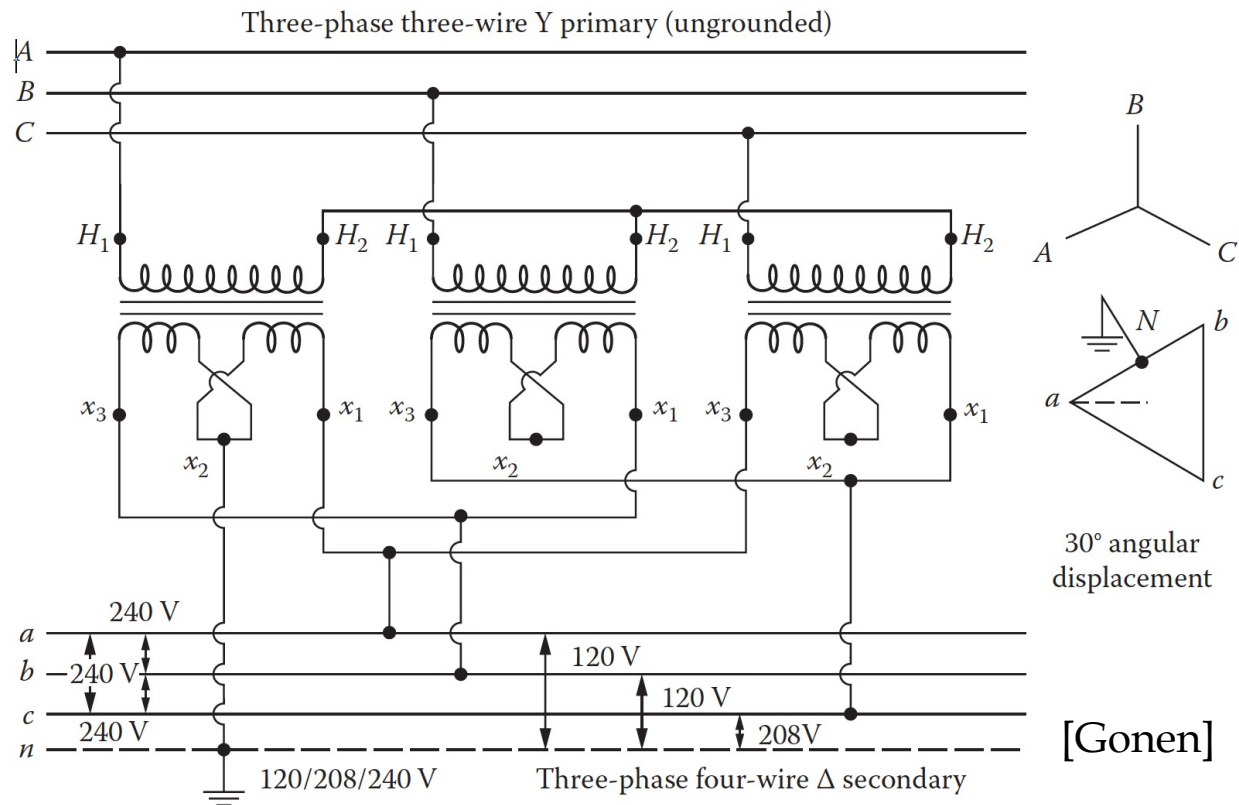 Three-phase three-wire Y primary (ungrounded)
A
B
C
H1 H2 H1 H2 H1 H2
x3 x1 x3 x1 x3 x1
x2 x2 x2
B
A C
N b
a
c
30° angular
displacement
240 V
a
120 V
b 240 V
120 V
c
240 V 208V
n
120/208/240 V Three-phase four-wire Δ secondary
[Gonen]